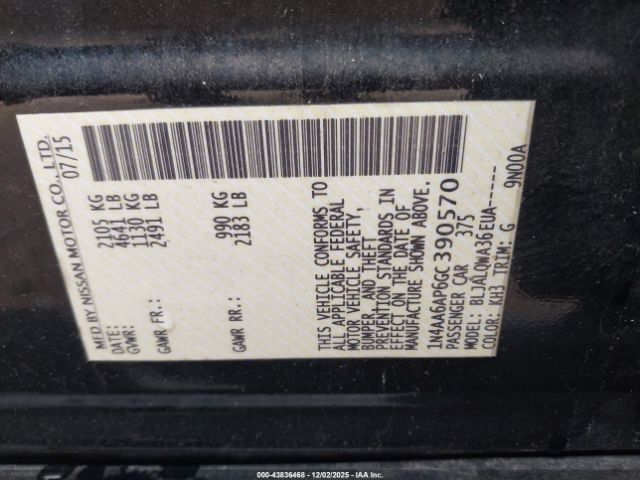 MFD BY NISSAN MOTOR CO., LTD.
DATE: 07/15
GVWR: 2105 KG
4641 LB
GAWR FR.: 1130 KG
2491 LB
GAWR RR.: 990 KG
2183 LB
THIS VEHICLE CONFORMS TO
ALL APPLICABLE FEDERAL
MOTOR VEHICLE SAFETY,
BUMPER, AND THEFT
PREVENTION STANDARDS IN
EFFECT ON THE DATE OF
MANUFACTURE SHOWN ABOVE.
1N4AA6AP6GC390570
PASSENGER CAR 375
MODEL: BLJALOWA36EUA-----
COLOR: KH3 TRIM: G 9N00A
000-43836468 - 12/02/2025 - IAA Inc.